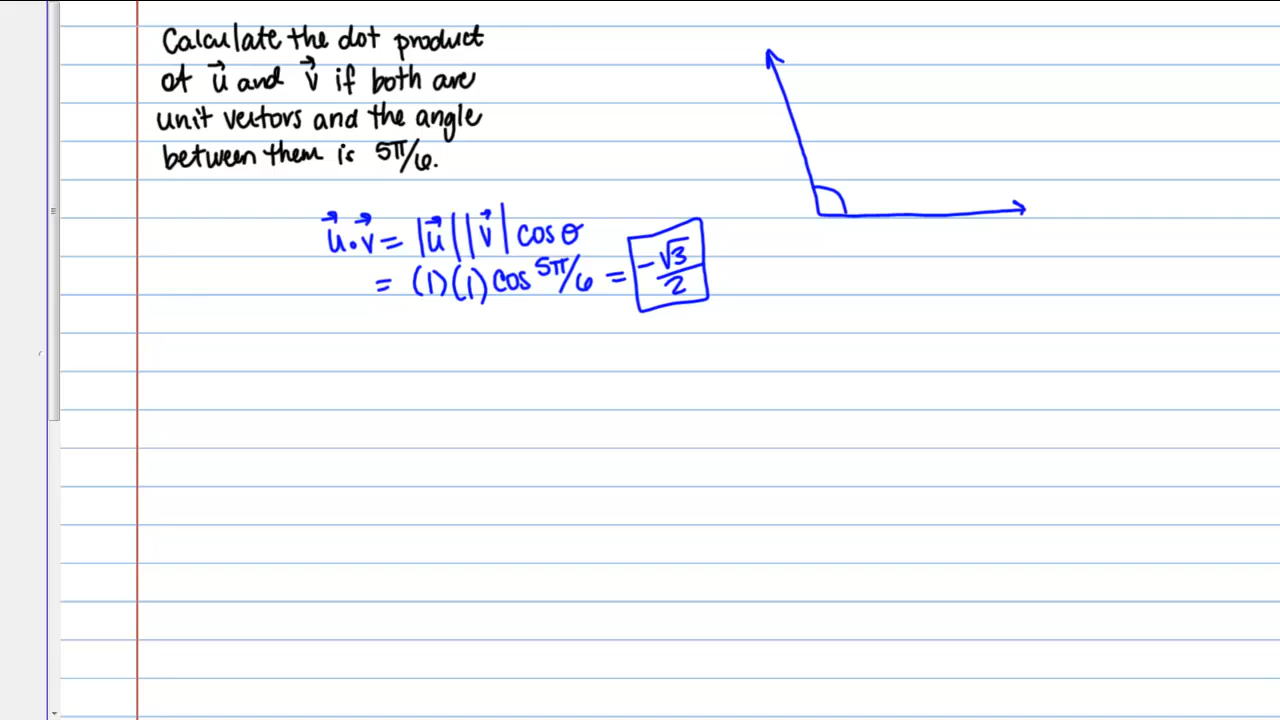 Calculate the dot product
of u⃗ and v⃗ if both are
unit vectors and the angle
between them is 5π/6.
u⃗·v⃗ = |u⃗||v⃗| cos θ
= (1)(1) cos 5π/6 = -√3/2